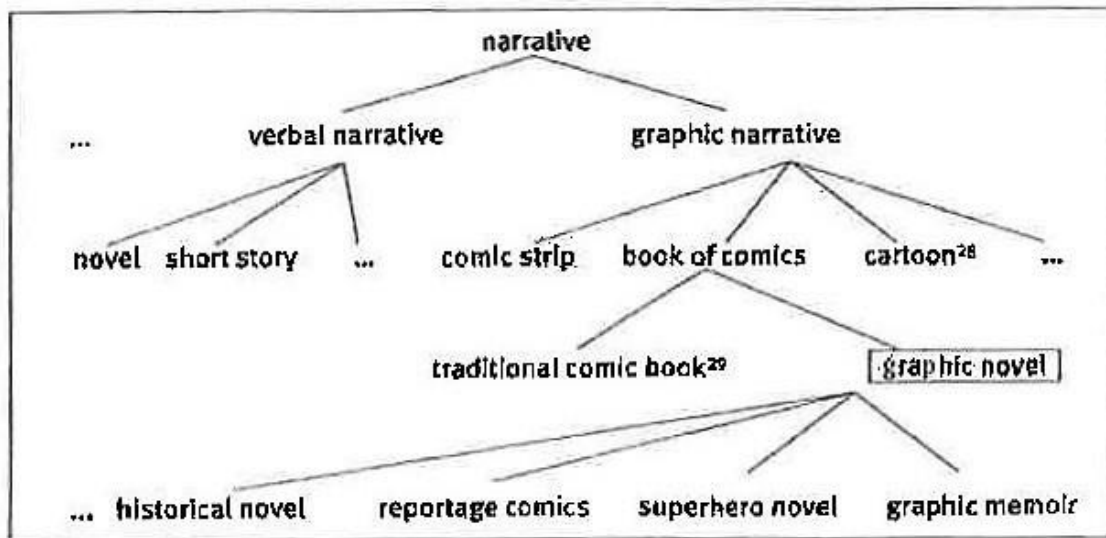 narrative
... verbal narrative graphic narrative
novel short story ... comic strip book of comics cartoon²⁸ ...
traditional comic book²⁹ graphic novel
... historical novel reportage comics superhero novel graphic memoir